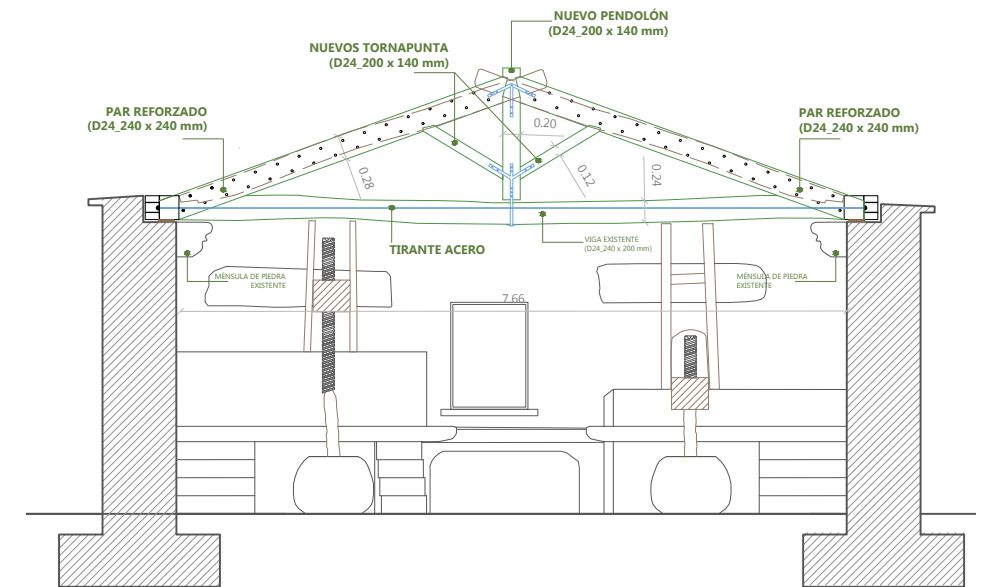 NUEVO PENDOLÓN
(D24_200 x 140 mm)
NUEVOS TORNAPUNTA
(D24_200 x 140 mm)
PAR REFORZADO
(D24_240 x 240 mm)
PAR REFORZADO
(D24_240 x 240 mm)
0.20
0.28
0.12
0.24
TIRANTE ACERO
VIGA EXISTENTE
(D24_240 x 200 mm)
MÉNSULA DE PIEDRA
EXISTENTE
MÉNSULA DE PIEDRA
EXISTENTE
7.66